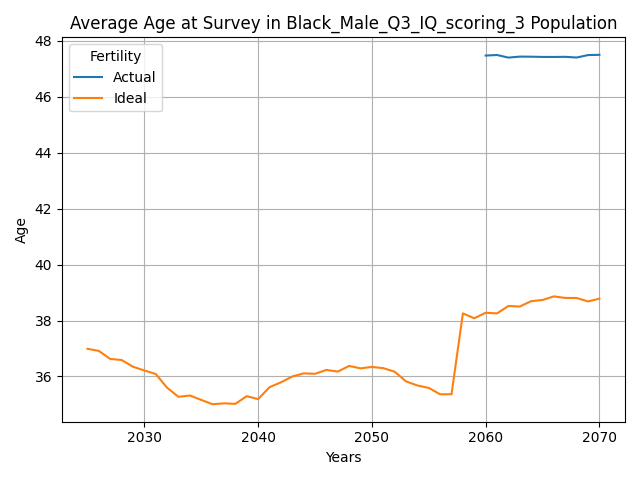 Average Age at Survey in Black_Male_Q3_IQ_scoring_3 Population
48
46
44
42
40
38
36
Age
Fertility
Actual
Ideal
2030 2040 2050 2060 2070
Years